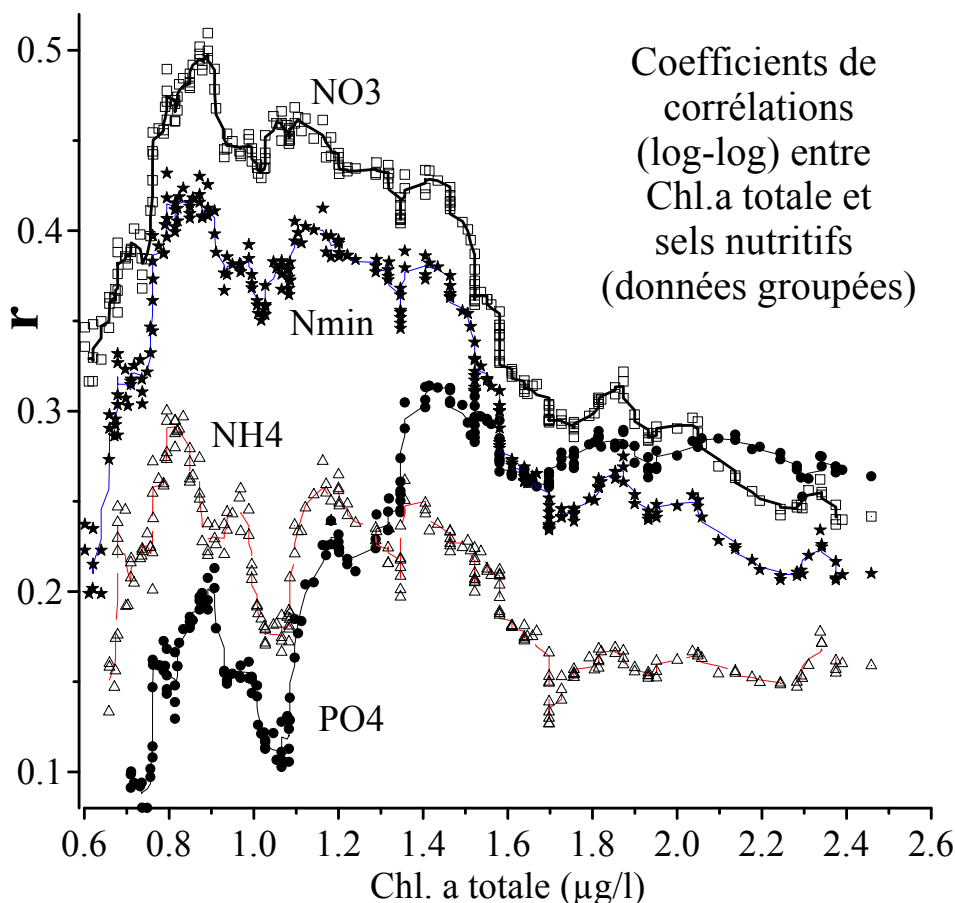 0.5
0.4
0.3
0.2
0.1
r
NO3
Nmin
NH4
PO4
Coefficients de
corrélations
(log-log) entre
Chl.a totale et
sels nutritifs
(données groupées)
0.6 0.8 1.0 1.2 1.4 1.6 1.8 2.0 2.2 2.4 2.6
Chl. a totale (µg/l)